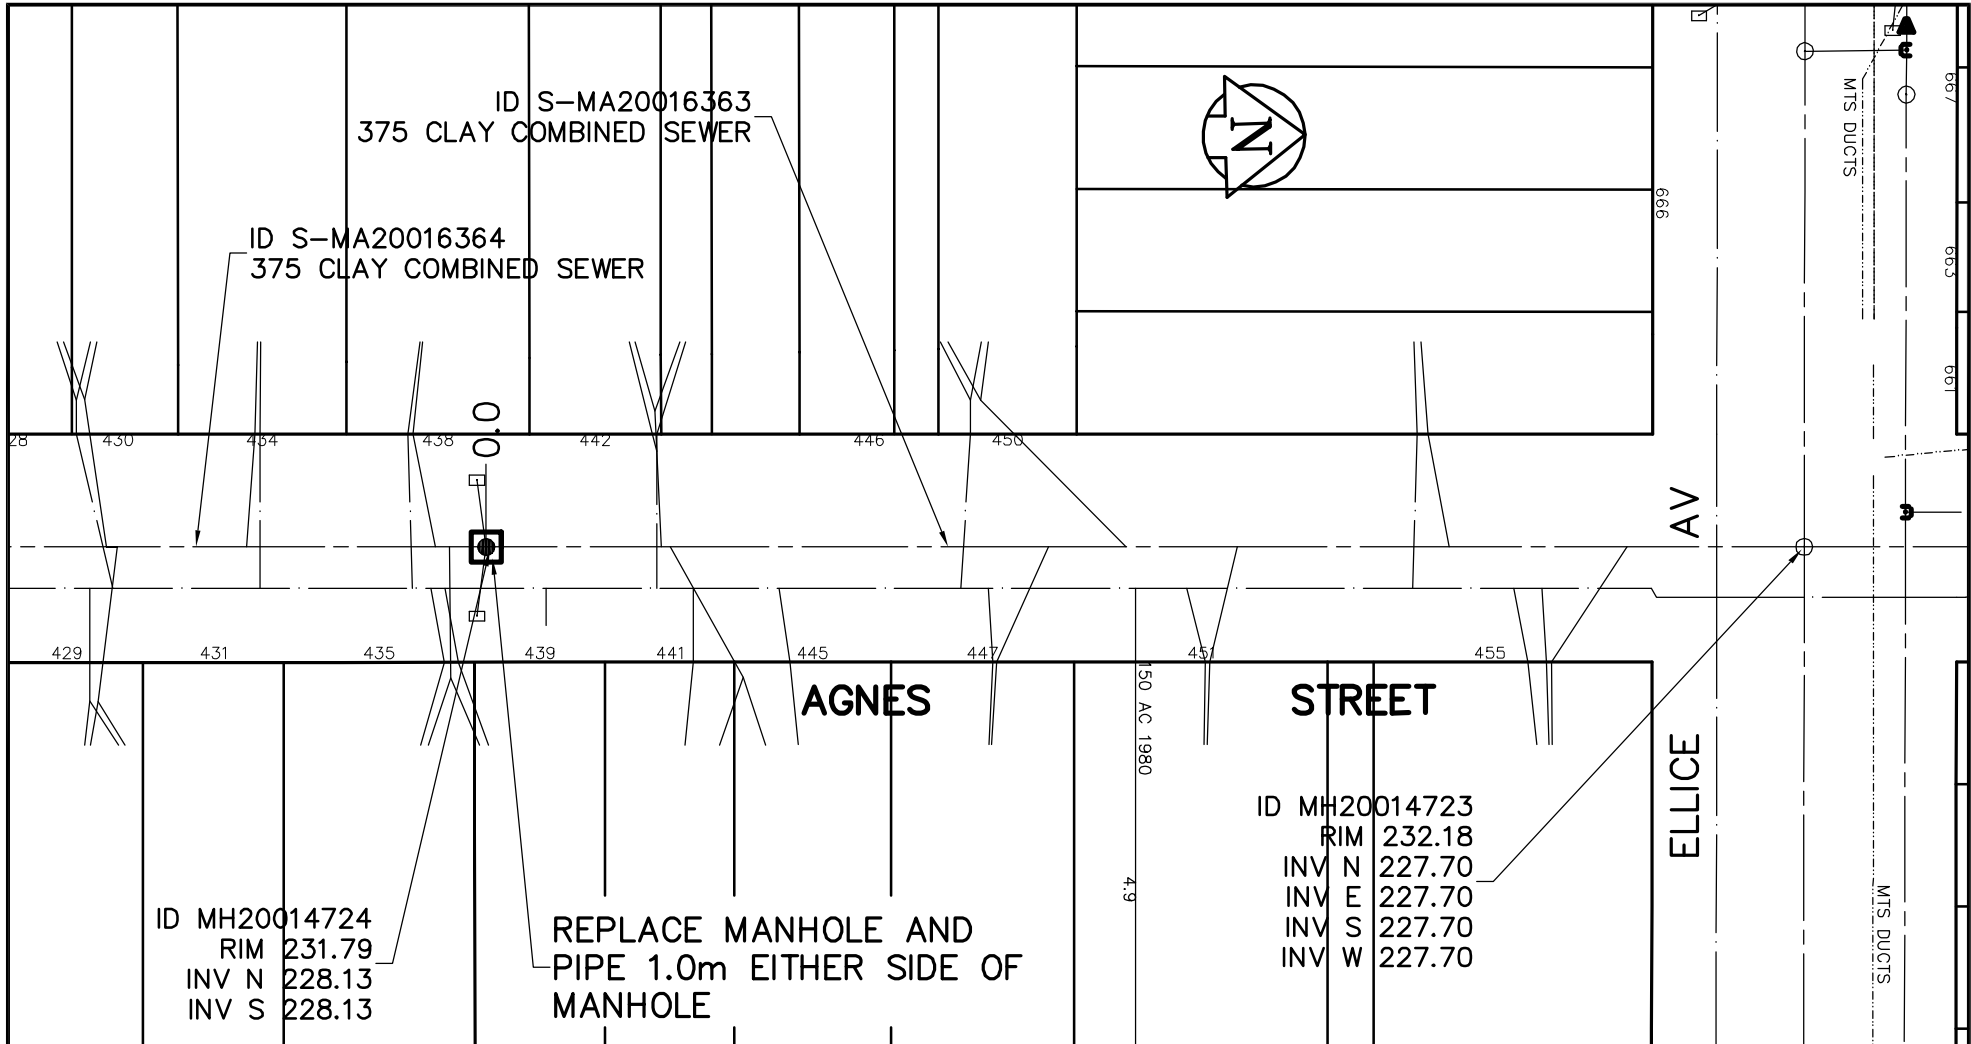 ID S-MA20016363
375 CLAY COMBINED SEWER
ID S-MA20016364
375 CLAY COMBINED SEWER
N
MTS DUCTS
667
666
663
661
0.0
28
430
434
438
442
446
450
AV
ELLICE
429
431
435
439
441
445
447
451
455
AGNES STREET
150 AC 1980
4.9
ID MH20014723
RIM 232.18
INV N 227.70
INV E 227.70
INV S 227.70
INV W 227.70
ID MH20014724
RIM 231.79
INV N 228.13
INV S 228.13
REPLACE MANHOLE AND
PIPE 1.0m EITHER SIDE OF
MANHOLE
MTS DUCTS